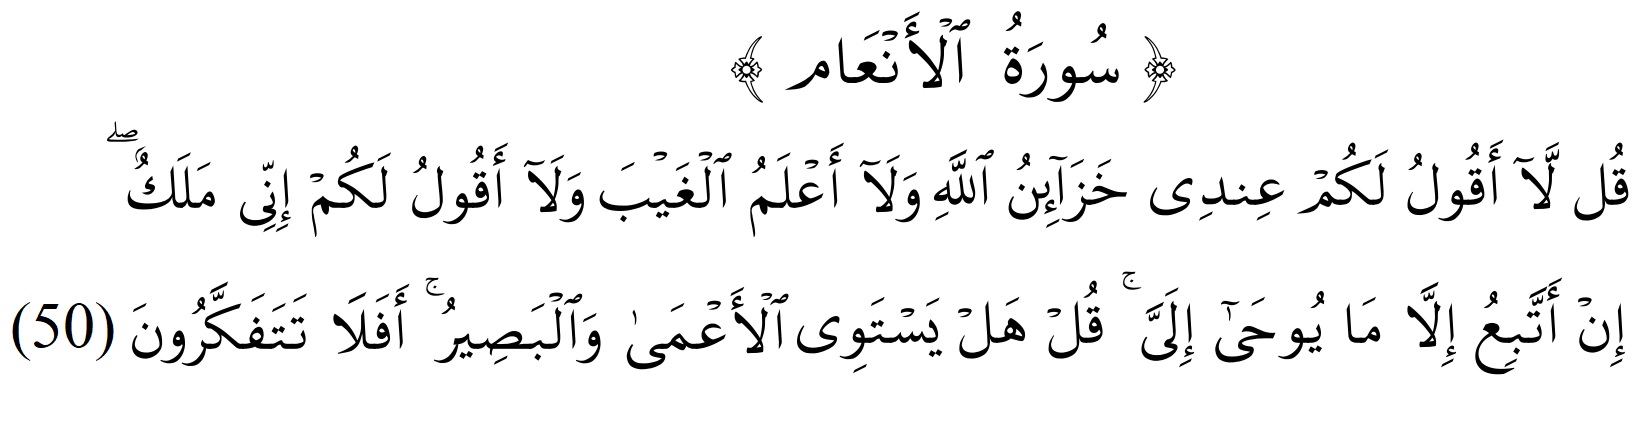 ﴿ سُورَةُ ٱلْأَنْعَام ﴾
قُل لَّآ أَقُولُ لَكُمْ عِندِى خَزَآئِنُ ٱللَّهِ وَلَآ أَعْلَمُ ٱلْغَيْبَ وَلَآ أَقُولُ لَكُمْ إِنِّى مَلَكٌ ۖ
إِنْ أَتَّبِعُ إِلَّا مَا يُوحَىٰٓ إِلَىَّ ۚ قُلْ هَلْ يَسْتَوِى ٱلْأَعْمَىٰ وَٱلْبَصِيرُ ۚ أَفَلَا تَتَفَكَّرُونَ (50)